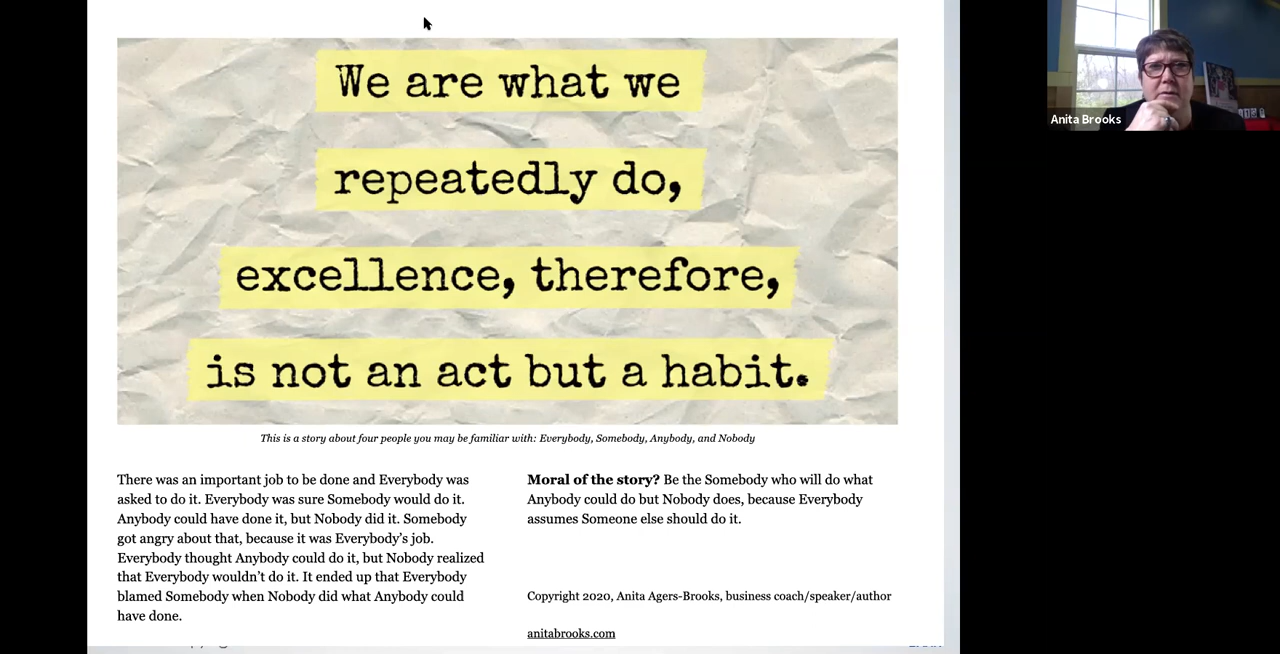 We are what we
repeatedly do,
excellence, therefore,
is not an act but a habit.
This is a story about four people you may be familiar with: Everybody, Somebody, Anybody, and Nobody
There was an important job to be done and Everybody was
asked to do it. Everybody was sure Somebody would do it.
Anybody could have done it, but Nobody did it. Somebody
got angry about that, because it was Everybody’s job.
Everybody thought Anybody could do it, but Nobody realized
that Everybody wouldn’t do it. It ended up that Everybody
blamed Somebody when Nobody did what Anybody could
have done.
Moral of the story? Be the Somebody who will do what
Anybody could do but Nobody does, because Everybody
assumes Someone else should do it.
Copyright 2020, Anita Agers-Brooks, business coach/speaker/author
anitabrooks.com
Anita Brooks